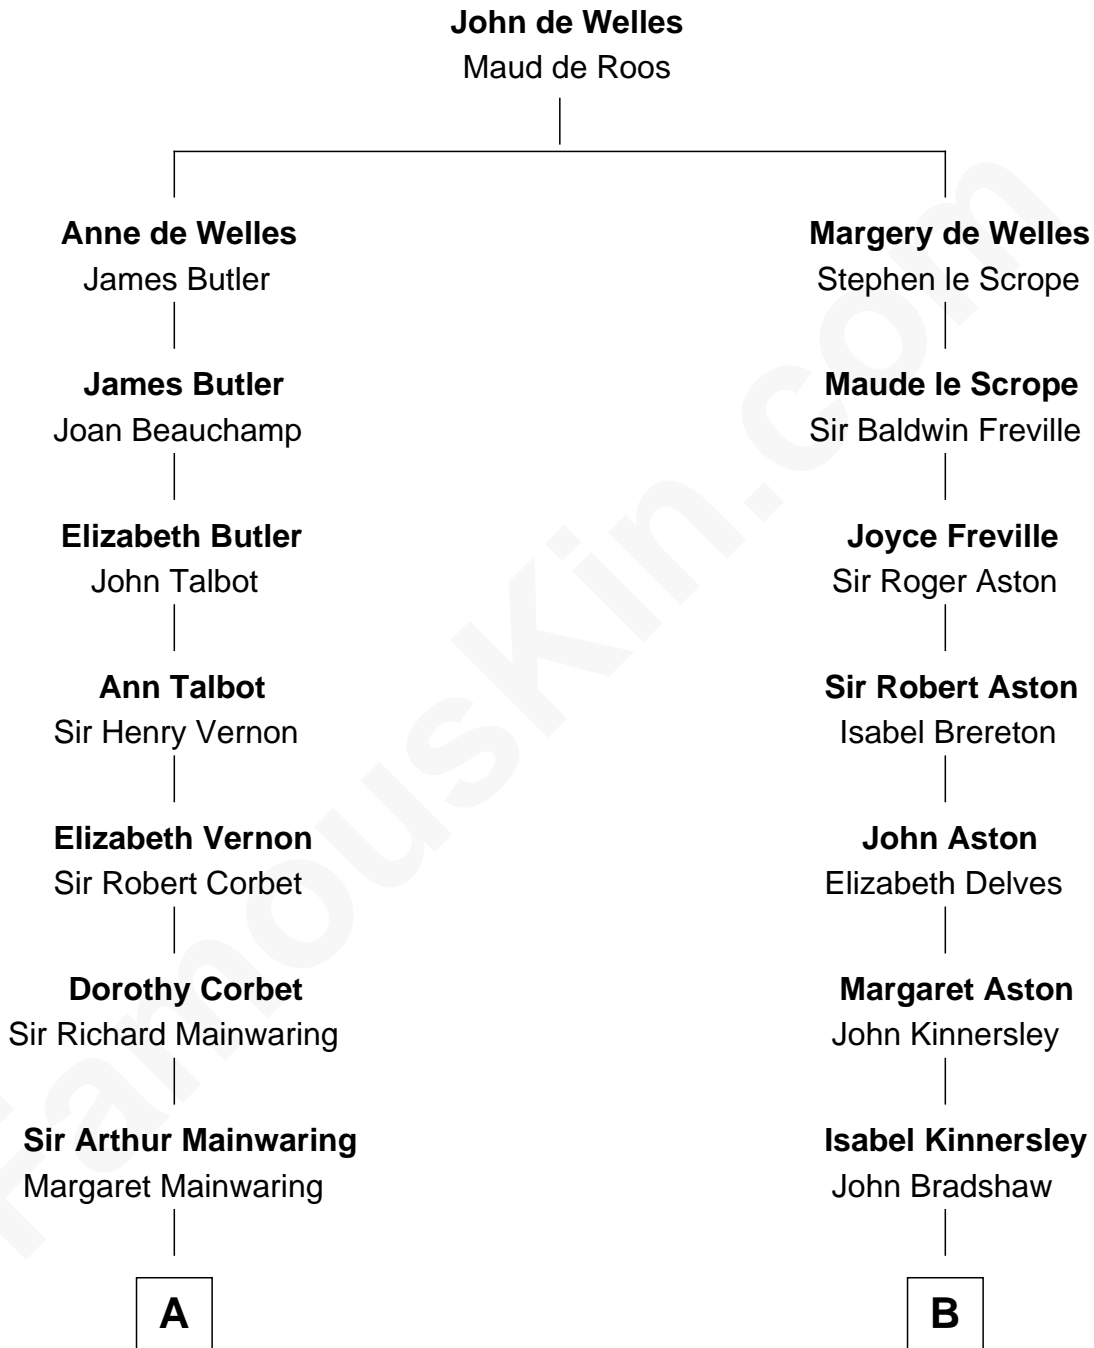 John de Welles
Maud de Roos
Anne de Welles
James Butler
Margery de Welles
Stephen le Scrope
James Butler
Joan Beauchamp
Maude le Scrope
Sir Baldwin Freville
Elizabeth Butler
John Talbot
Joyce Freville
Sir Roger Aston
Ann Talbot
Sir Henry Vernon
Sir Robert Aston
Isabel Brereton
Elizabeth Vernon
Sir Robert Corbet
John Aston
Elizabeth Delves
Dorothy Corbet
Sir Richard Mainwaring
Margaret Aston
John Kinnersley
Sir Arthur Mainwaring
Margaret Mainwaring
Isabel Kinnersley
John Bradshaw
A
B
FamousKin.com